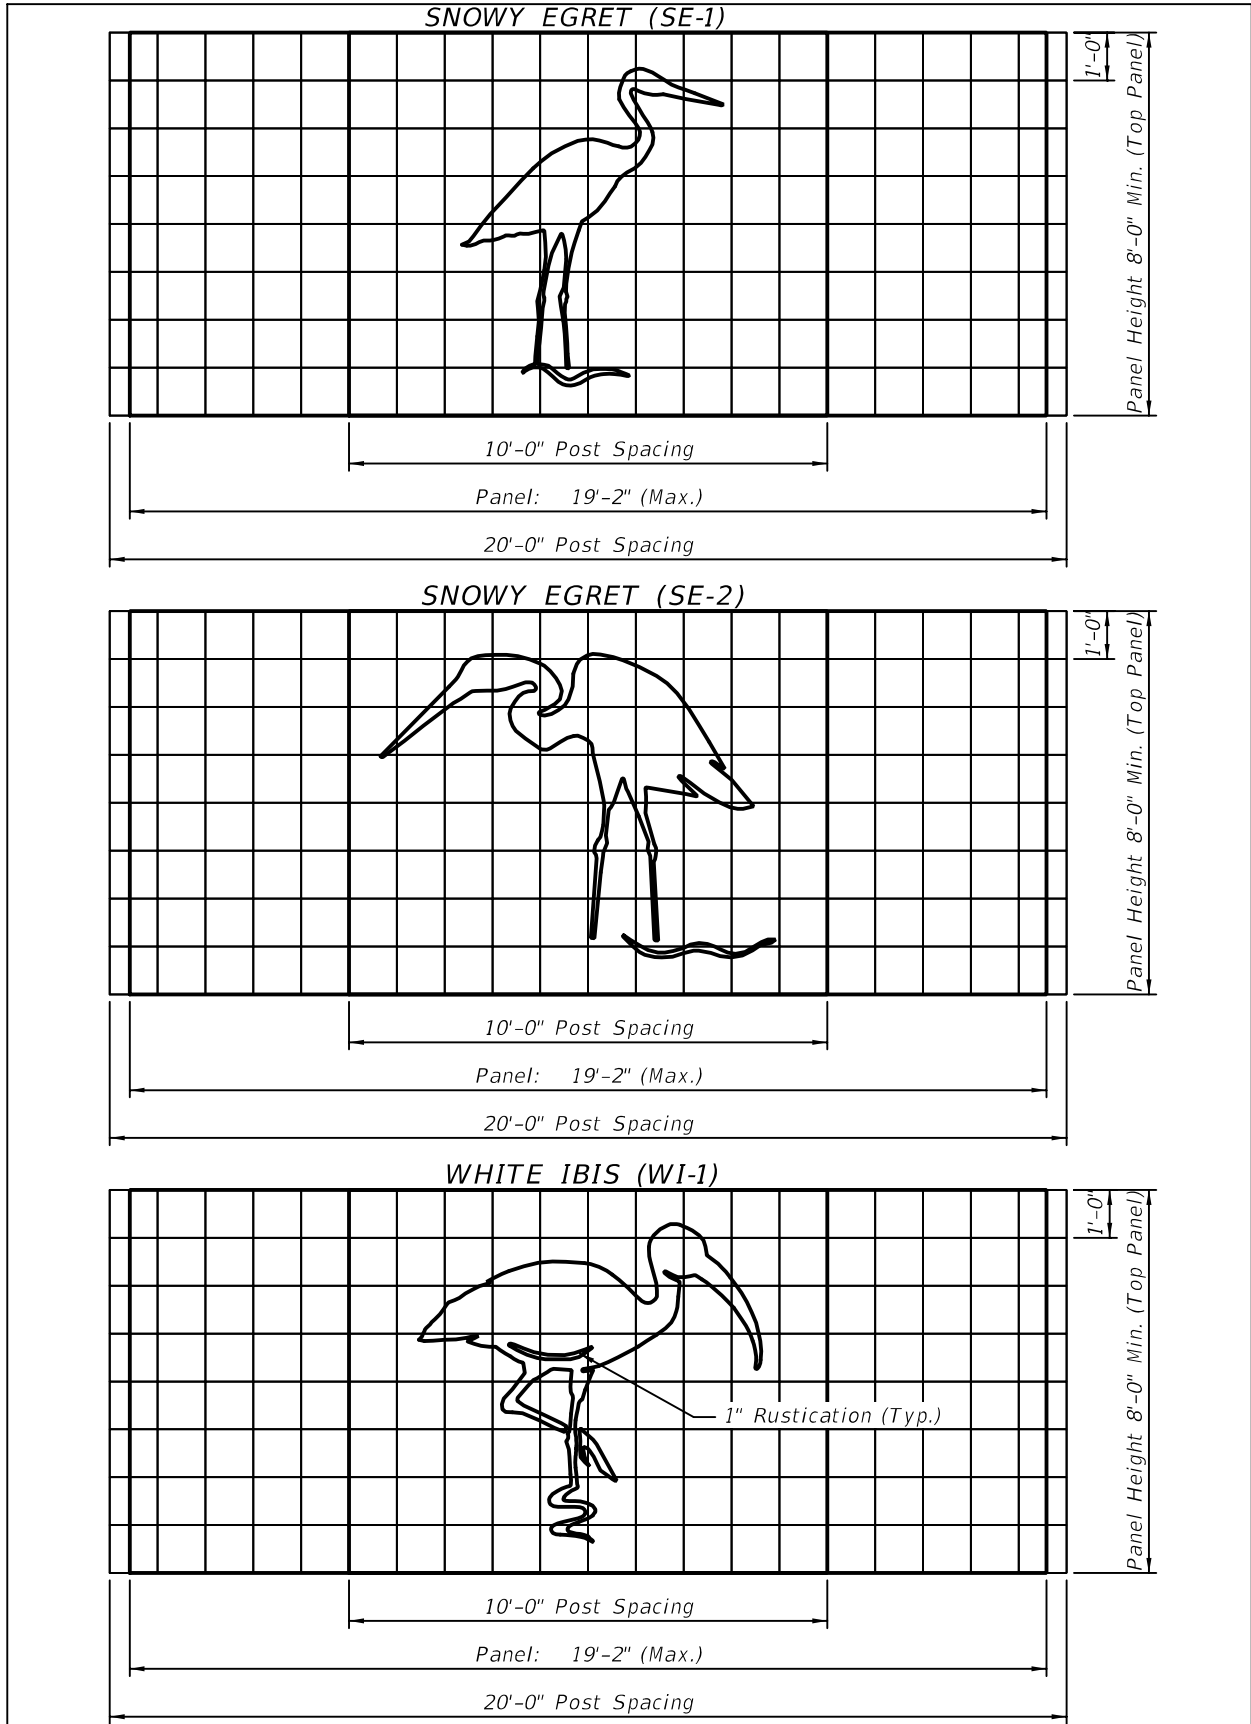 SNOWY EGRET (SE-1)
1'-0"
Panel Height 8'-0" Min. (Top Panel)
10'-0" Post Spacing
Panel: 19'-2" (Max.)
20'-0" Post Spacing
SNOWY EGRET (SE-2)
1'-0"
Panel Height 8'-0" Min. (Top Panel)
10'-0" Post Spacing
Panel: 19'-2" (Max.)
20'-0" Post Spacing
WHITE IBIS (WI-1)
1'-0"
Panel Height 8'-0" Min. (Top Panel)
1" Rustication (Typ.)
10'-0" Post Spacing
Panel: 19'-2" (Max.)
20'-0" Post Spacing